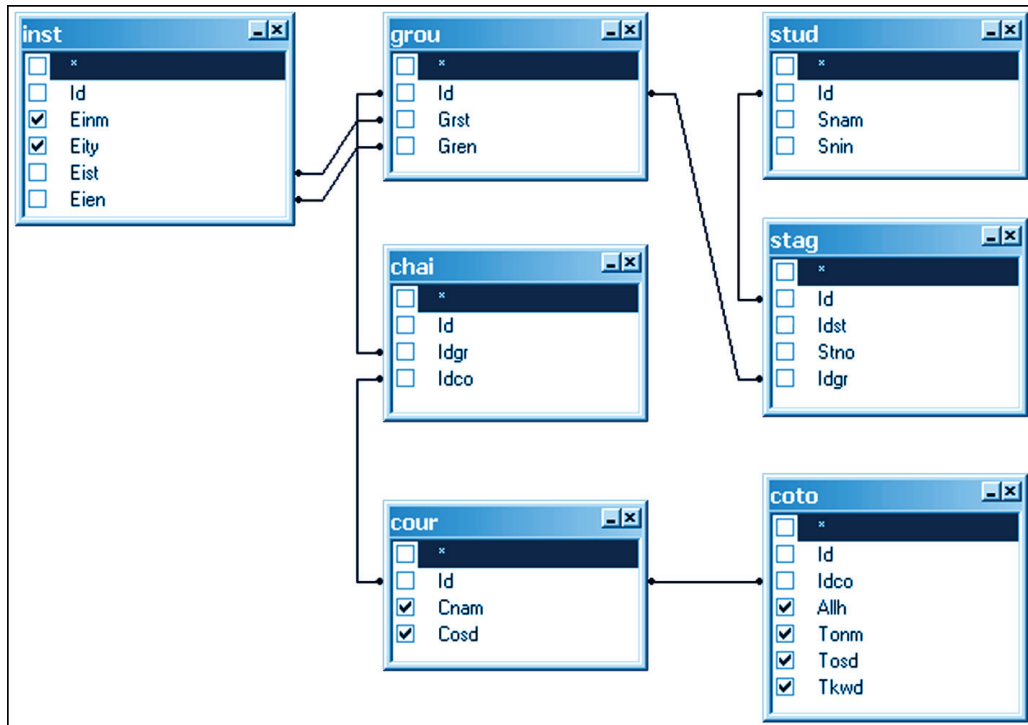 inst
*
Id
Einm
Eity
Eist
Eien
grou
*
Id
Grst
Gren
stud
*
Id
Snam
Snin
chai
*
Id
Idgr
Idco
stag
*
Id
Idst
Stno
Idgr
cour
*
Id
Cnam
Cosd
coto
*
Id
Idco
Allh
Tonm
Tosd
Tkwd